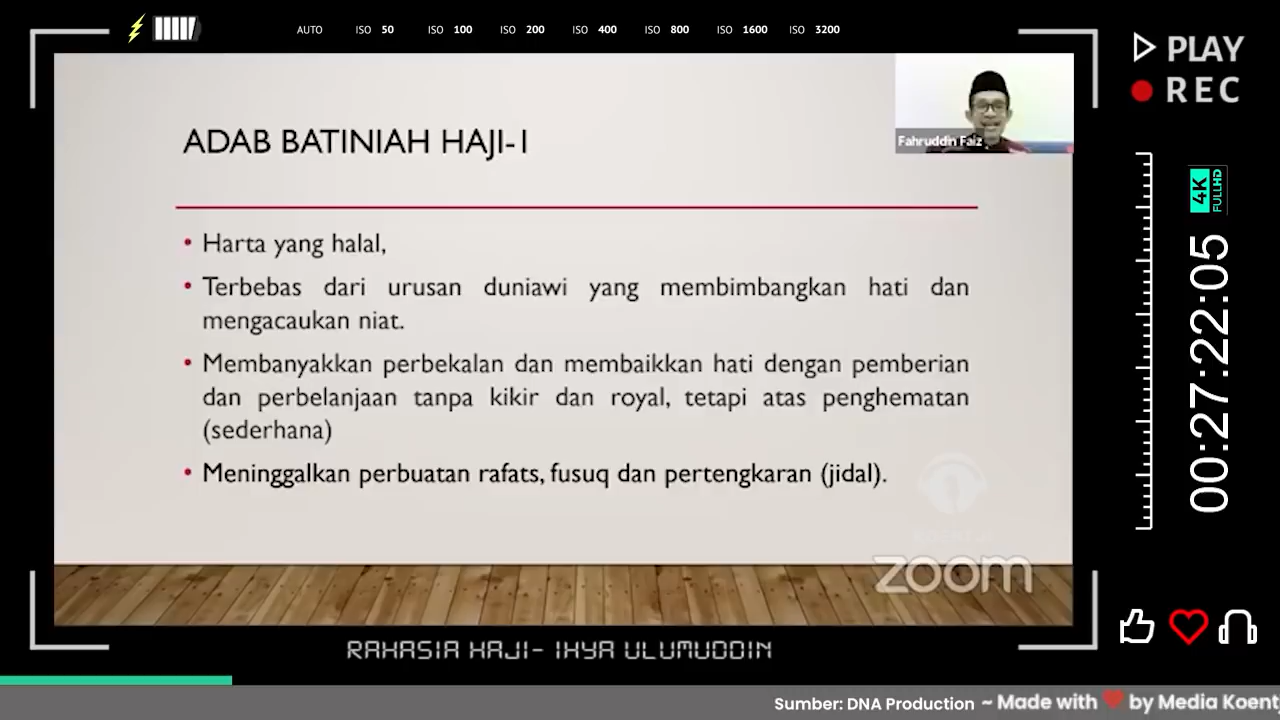 AUTO ISO 50 ISO 100 ISO 200 ISO 400 ISO 800 ISO 1600 ISO 3200
PLAY
REC
Fahruddin Faiz
ADAB BATINIAH HAJI-1
• Harta yang halal,
• Terbebas dari urusan duniawi yang membimbangkan hati dan
mengacaukan niat.
• Membanyakkan perbekalan dan membaikkan hati dengan pemberian
dan perbelanjaan tanpa kikir dan royal, tetapi atas penghematan
(sederhana)
• Meninggalkan perbuatan rafats, fusuq dan pertengkaran (jidal).
4K
FULLHD
00:27:22:05
zoom
RAHASIA HAJI- IHYA ULUMUDDIN
Sumber: DNA Production ~ Made with ❤ by Media Koent